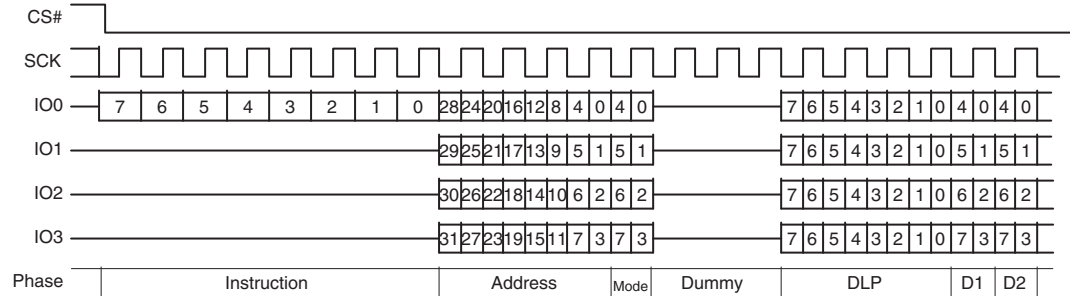 CS#
SCK
IO0 7 6 5 4 3 2 1 0 28 24 20 16 12 8 4 0 4 0 7 6 5 4 3 2 1 0 4 0 4 0
IO1 29 25 21 17 13 9 5 1 5 1 7 6 5 4 3 2 1 0 5 1 5 1
IO2 30 26 22 18 14 10 6 2 6 2 7 6 5 4 3 2 1 0 6 2 6 2
IO3 31 27 23 19 15 11 7 3 7 3 7 6 5 4 3 2 1 0 7 3 7 3
Phase Instruction Address Mode Dummy DLP D1 D2